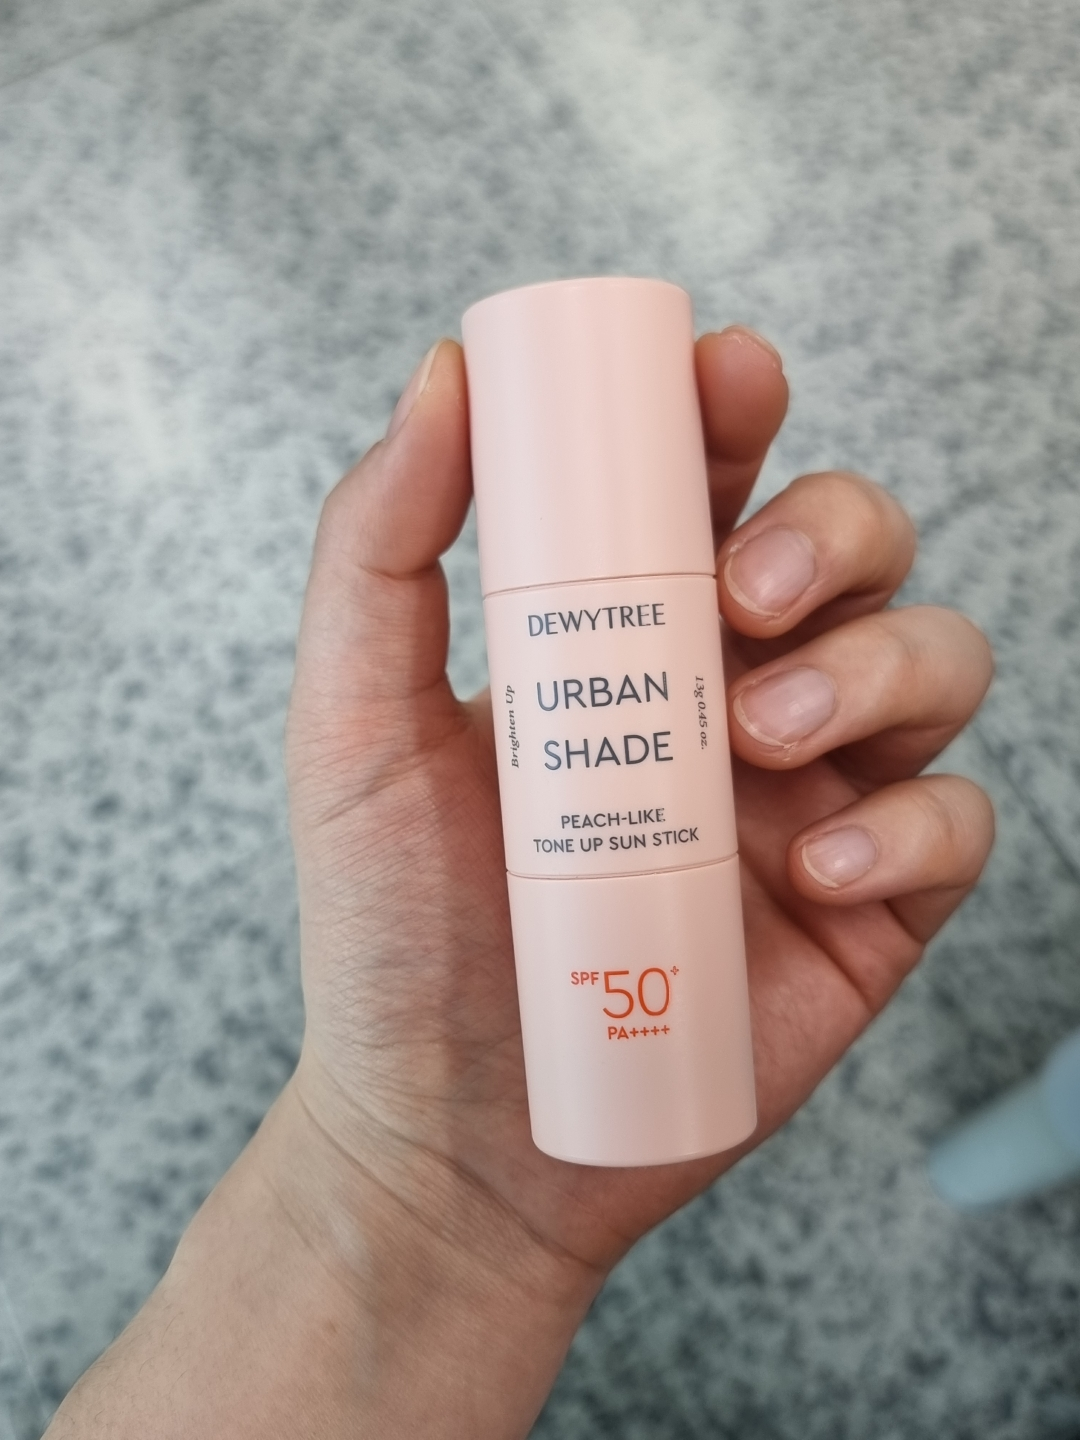 DEWYTREE
URBAN
SHADE
Brighten Up
13g 0.45 oz.
PEACH-LIKE
TONE UP SUN STICK
SPF 50+
PA++++